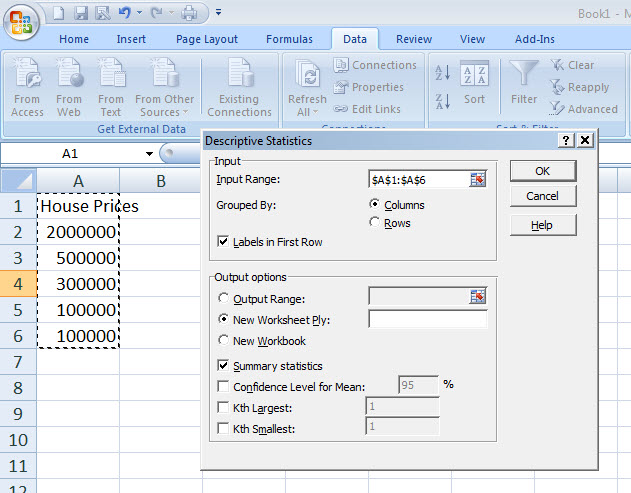 Book1 - M
Home Insert Page Layout Formulas Data Review View Add-Ins
From Access
From Web
From Text
From Other Sources
Existing Connections
Refresh All
Connections
Properties
Edit Links
Sort
Filter
Clear
Reapply
Advanced
Get External Data
Connections
Sort & Filter
A1
A B
1 House Prices
2 2000000
3 500000
4 300000
5 100000
6 100000
7
8
9
10
11
12
Descriptive Statistics
Input
Input Range: $A$1:$A$6
Grouped By: Columns
Rows
Labels in First Row
OK
Cancel
Help
Output options
Output Range:
New Worksheet Ply:
New Workbook
Summary statistics
Confidence Level for Mean: 95 %
Kth Largest: 1
Kth Smallest: 1